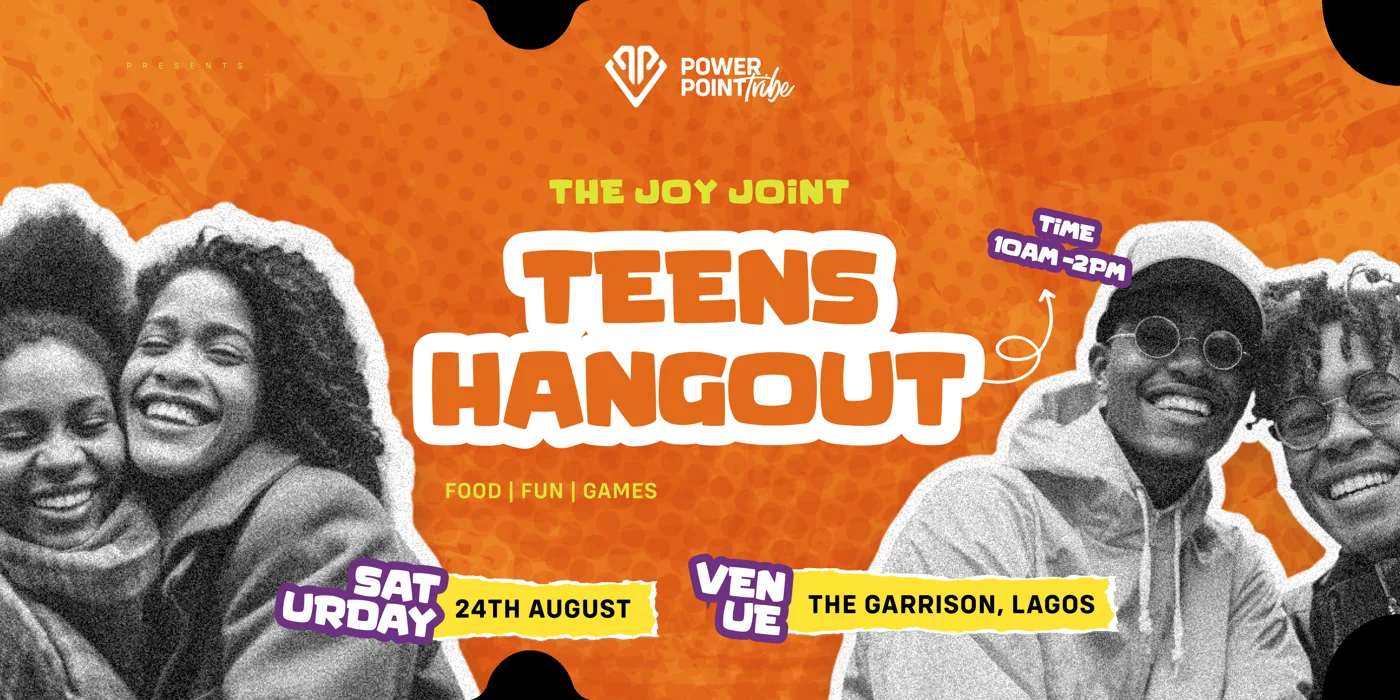 PRESENTS
POWER
POINT tribe
THE JOY JOiNT
TEENS
HANGOUT
TiME
10AM -2PM
FOOD | FUN | GAMES
SAT
URDAY
24TH AUGUST
VEN
UE
THE GARRISON, LAGOS